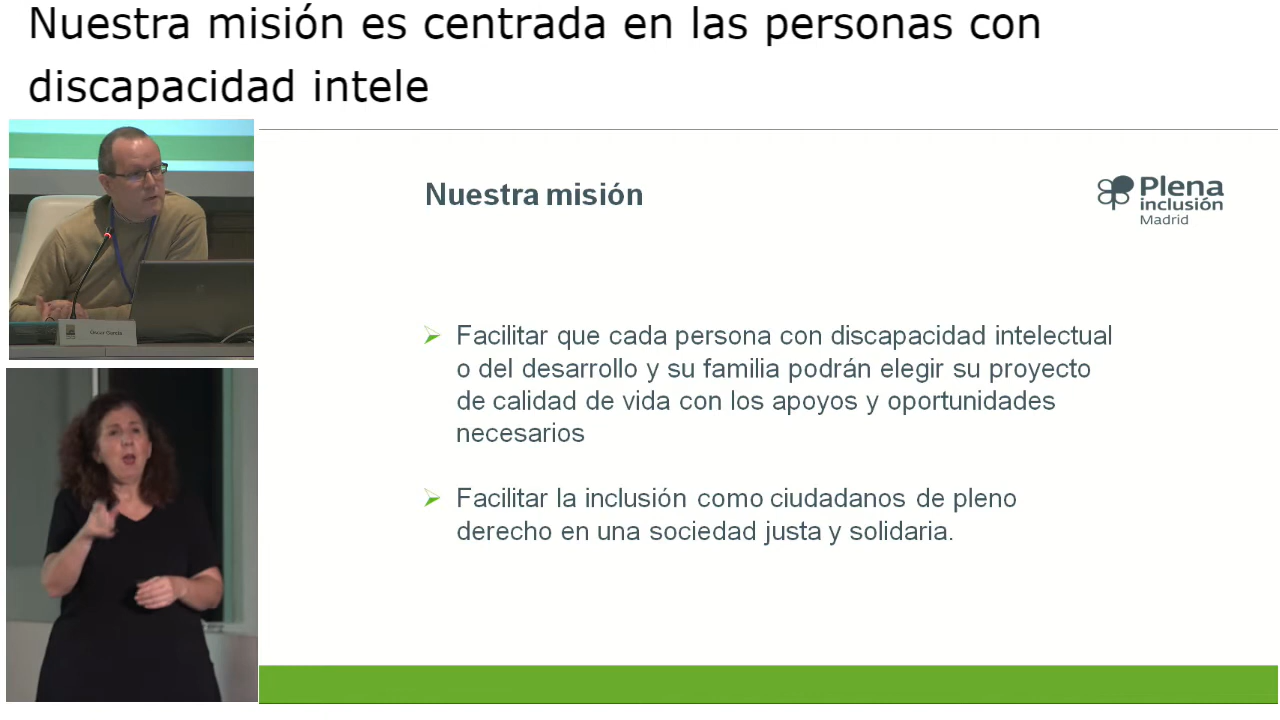 Nuestra misión es centrada en las personas con
discapacidad intele
Nuestra misión
Plena
inclusión
Madrid
Facilitar que cada persona con discapacidad intelectual
o del desarrollo y su familia podrán elegir su proyecto
de calidad de vida con los apoyos y oportunidades
necesarios
Facilitar la inclusión como ciudadanos de pleno
derecho en una sociedad justa y solidaria.